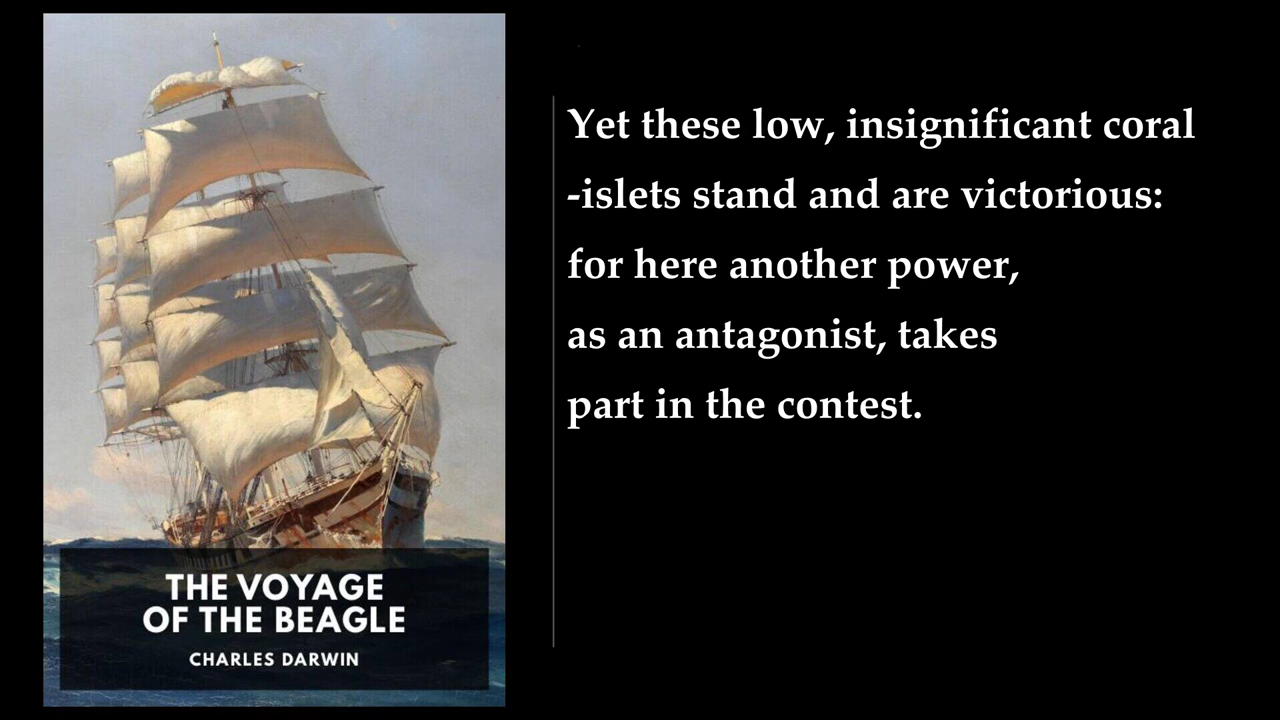 THE VOYAGE
OF THE BEAGLE
CHARLES DARWIN
Yet these low, insignificant coral
-islets stand and are victorious:
for here another power,
as an antagonist, takes
part in the contest.